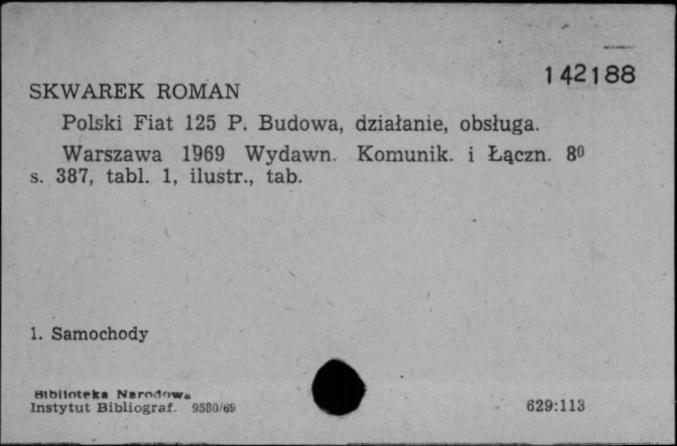 142188
SKWAREK ROMAN
Polski Fiat 125 P. Budowa, działanie, obsługa.
Warszawa 1969 Wydawn. Komunik. i Łączn. 8⁰
s. 387, tabl. 1, ilustr., tab.
1. Samochody
Biblioteka Narodowa
Instytut Bibliograf. 9580/69
629:113